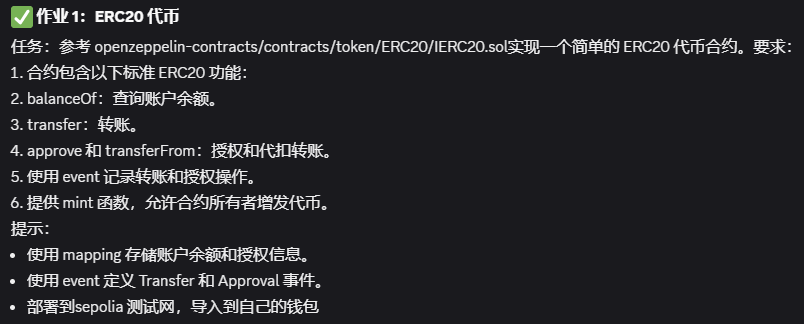 ✅ 作业 1：ERC20 代币
任务：参考 openzeppelin-contracts/contracts/token/ERC20/IERC20.sol实现一个简单的 ERC20 代币合约。要求：
1. 合约包含以下标准 ERC20 功能：
2. balanceOf：查询账户余额。
3. transfer：转账。
4. approve 和 transferFrom：授权和代扣转账。
5. 使用 event 记录转账和授权操作。
6. 提供 mint 函数，允许合约所有者增发代币。
提示：
• 使用 mapping 存储账户余额和授权信息。
• 使用 event 定义 Transfer 和 Approval 事件。
• 部署到sepolia 测试网，导入到自己的钱包